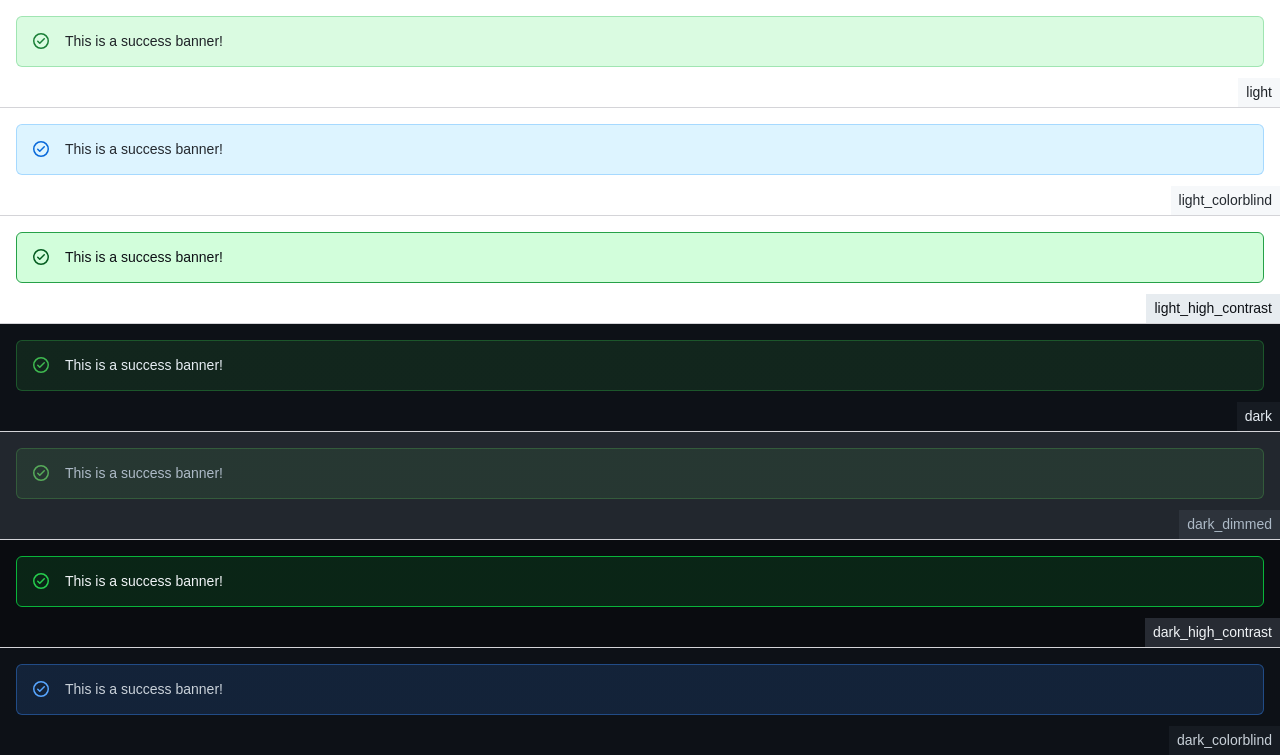 This is a success banner!
light
This is a success banner!
light_colorblind
This is a success banner!
light_high_contrast
This is a success banner!
dark
This is a success banner!
dark_dimmed
This is a success banner!
dark_high_contrast
This is a success banner!
dark_colorblind